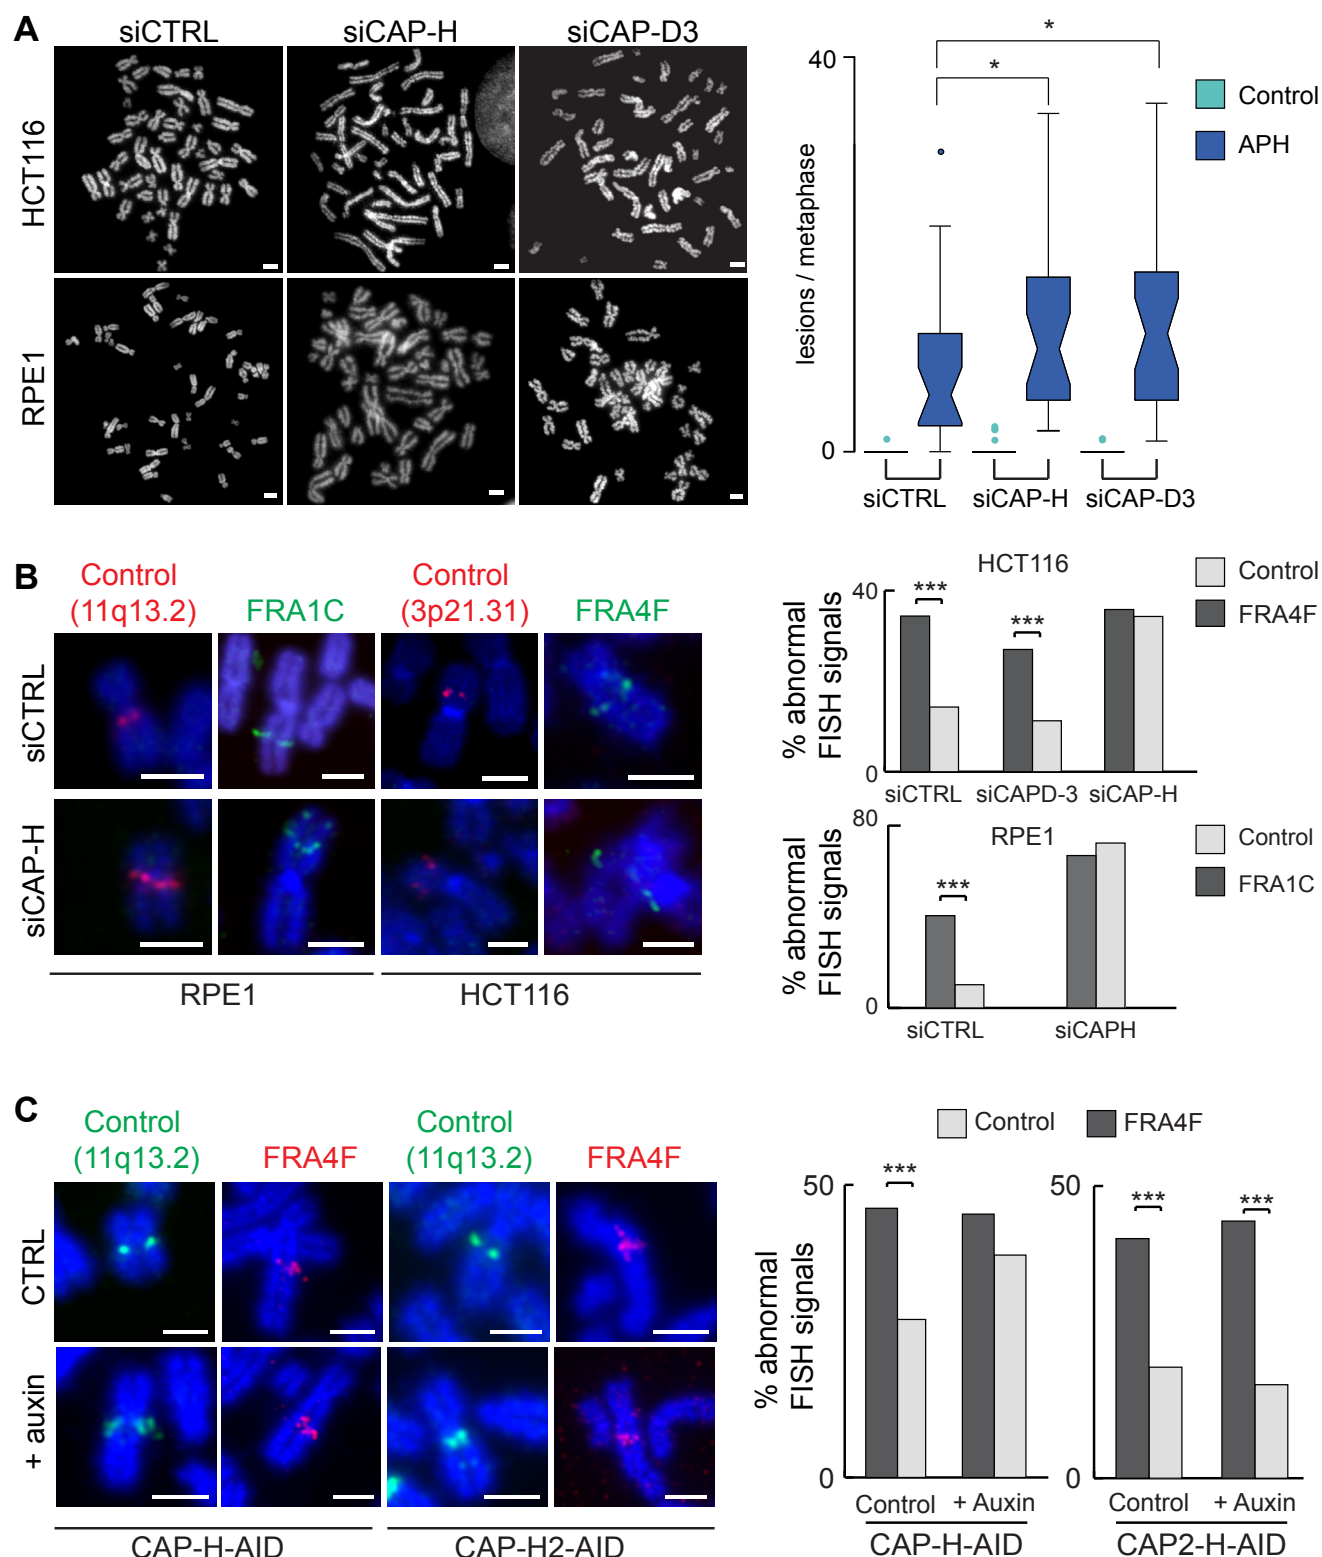 A
siCTRL
siCAP-H
siCAP-D3
HCT116
RPE1
40
lesions / metaphase
0
*
*
Control
APH
siCTRL
siCAP-H
siCAP-D3
B
Control
(11q13.2)
FRA1C
Control
(3p21.31)
FRA4F
siCTRL
siCAP-H
RPE1
HCT116
HCT116
40
% abnormal
FISH signals
0
***
***
Control
FRA4F
siCTRL
siCAPD-3
siCAP-H
80
RPE1
% abnormal
FISH signals
0
***
Control
FRA1C
siCTRL
siCAPH
C
Control
(11q13.2)
FRA4F
Control
(11q13.2)
FRA4F
CTRL
+ auxin
CAP-H-AID
CAP-H2-AID
Control
FRA4F
50
% abnormal
FISH signals
0
***
Control
+ Auxin
CAP-H-AID
50
0
***
***
Control
+ Auxin
CAP2-H-AID